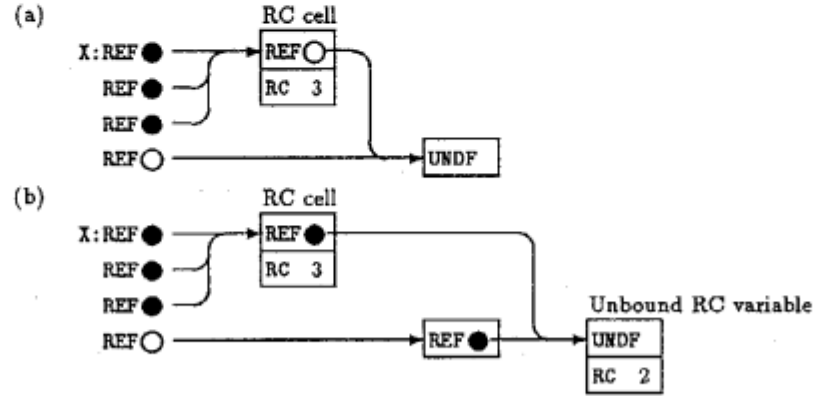 (a)
RC cell
X:REF REF
REF RC 3
REF
REF UNDF
(b)
RC cell
X:REF REF
REF RC 3
REF Unbound RC variable
REF REF UNDF
RC 2